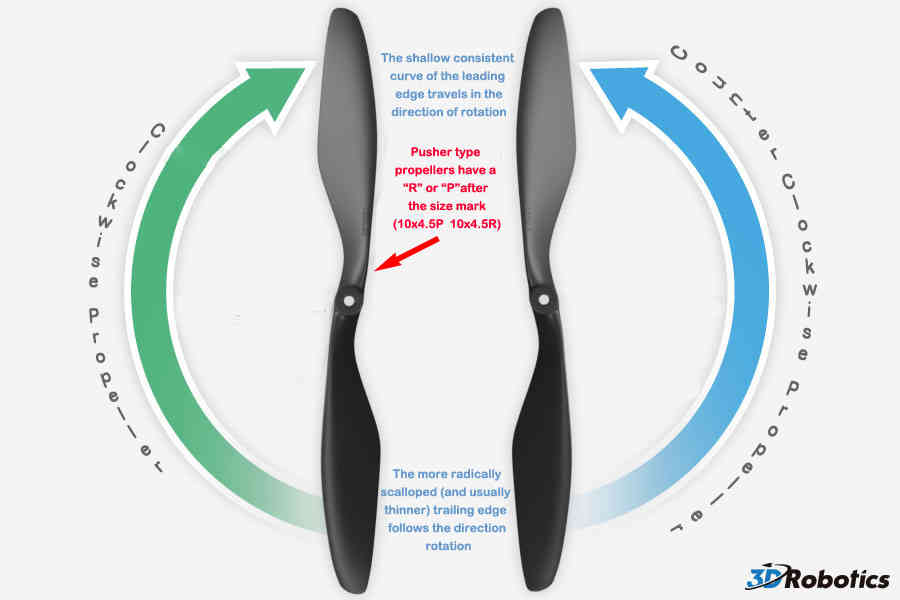 The shallow consistent
curve of the leading
edge travels in the
direction of rotation
Pusher type
propellers have a
“R” or “P”after
the size mark
(10x4.5P 10x4.5R)
Clockwise Propeller
Counter Clockwise Propeller
The more radically
scalloped (and usually
thinner) trailing edge
follows the direction
rotation
3DRobotics